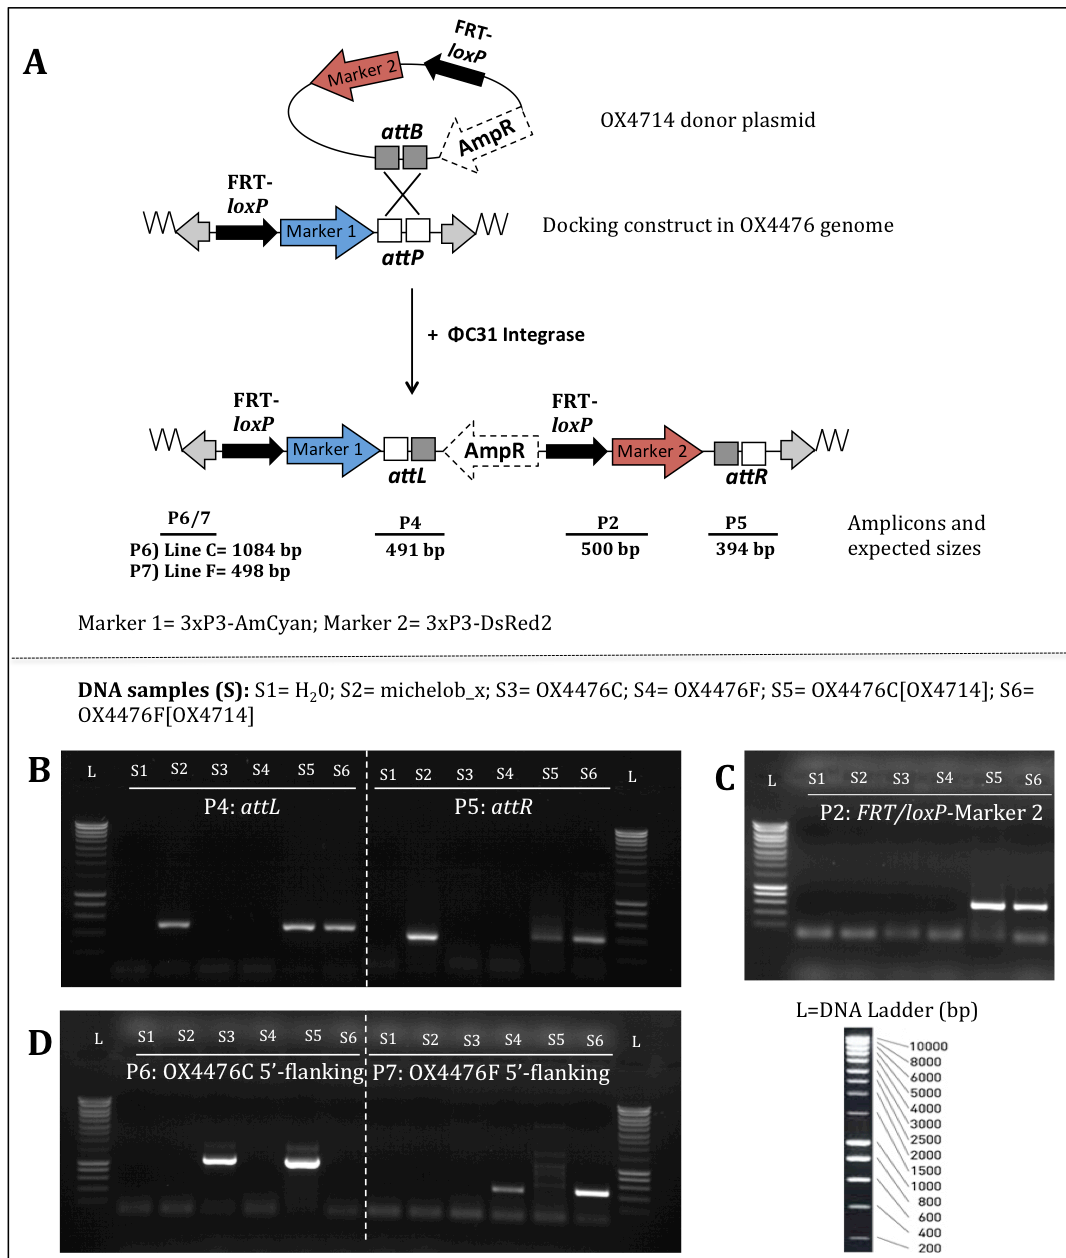 A
FRT-
loxP
Marker 2
attB
AmpR
OX4714 donor plasmid
FRT-
loxP
Marker 1
attP
Docking construct in OX4476 genome
+ ΦC31 Integrase
FRT-
loxP
FRT-
loxP
Marker 1
attL
AmpR
Marker 2
attR
P6/7
P4
P2
P5
Amplicons and
expected sizes
P6) Line C= 1084 bp
P7) Line F= 498 bp
491 bp
500 bp
394 bp
Marker 1= 3xP3-AmCyan; Marker 2= 3xP3-DsRed2
DNA samples (S): S1= H20; S2= michelob_x; S3= OX4476C; S4= OX4476F; S5= OX4476C[OX4714]; S6=
OX4476F[OX4714]
B
L S1 S2 S3 S4 S5 S6 S1 S2 S3 S4 S5 S6 L
P4: attL
P5: attR
C
L S1 S2 S3 S4 S5 S6
P2: FRT/loxP-Marker 2
D
L S1 S2 S3 S4 S5 S6 S1 S2 S3 S4 S5 S6 L
P6: OX4476C 5'-flanking
P7: OX4476F 5'-flanking
L=DNA Ladder (bp)
10000
8000
6000
5000
4000
3000
2500
2000
1500
1000
800
600
400
200